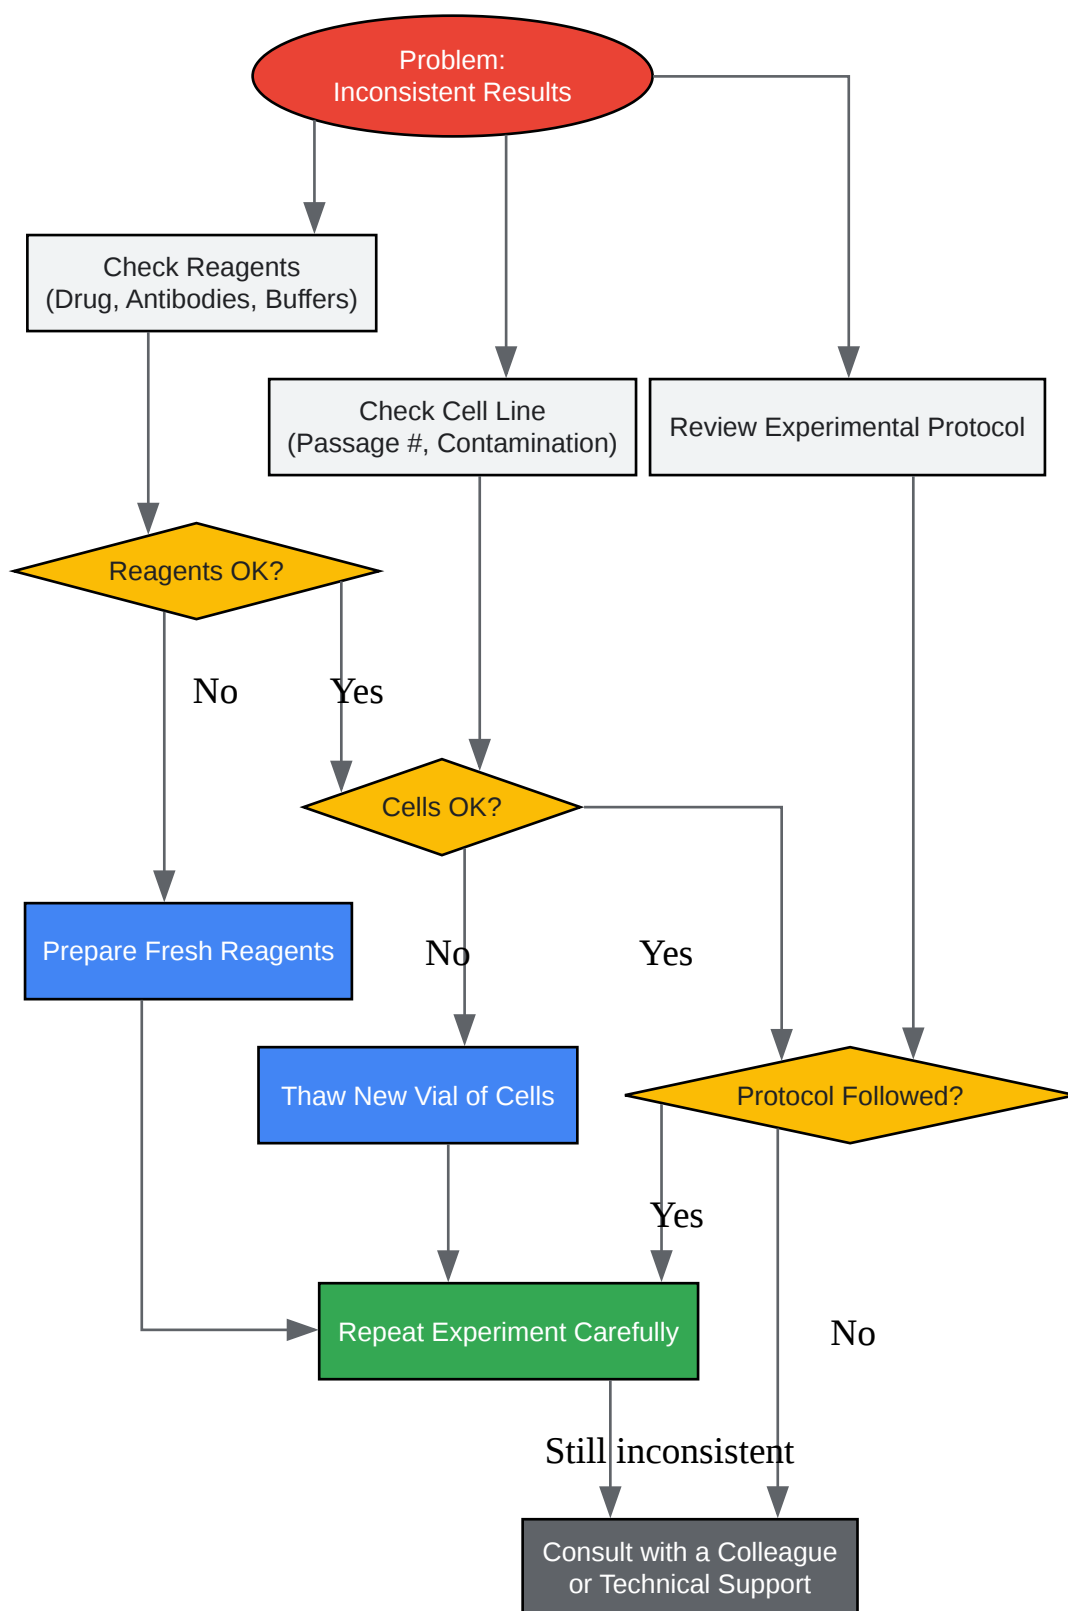 Problem:
Inconsistent Results
Check Reagents
(Drug, Antibodies, Buffers)
Check Cell Line
(Passage #, Contamination)
Review Experimental Protocol
Reagents OK?
No
Yes
Cells OK?
Prepare Fresh Reagents
No
Yes
Thaw New Vial of Cells
Protocol Followed?
Yes
Repeat Experiment Carefully
No
Still inconsistent
Consult with a Colleague
or Technical Support